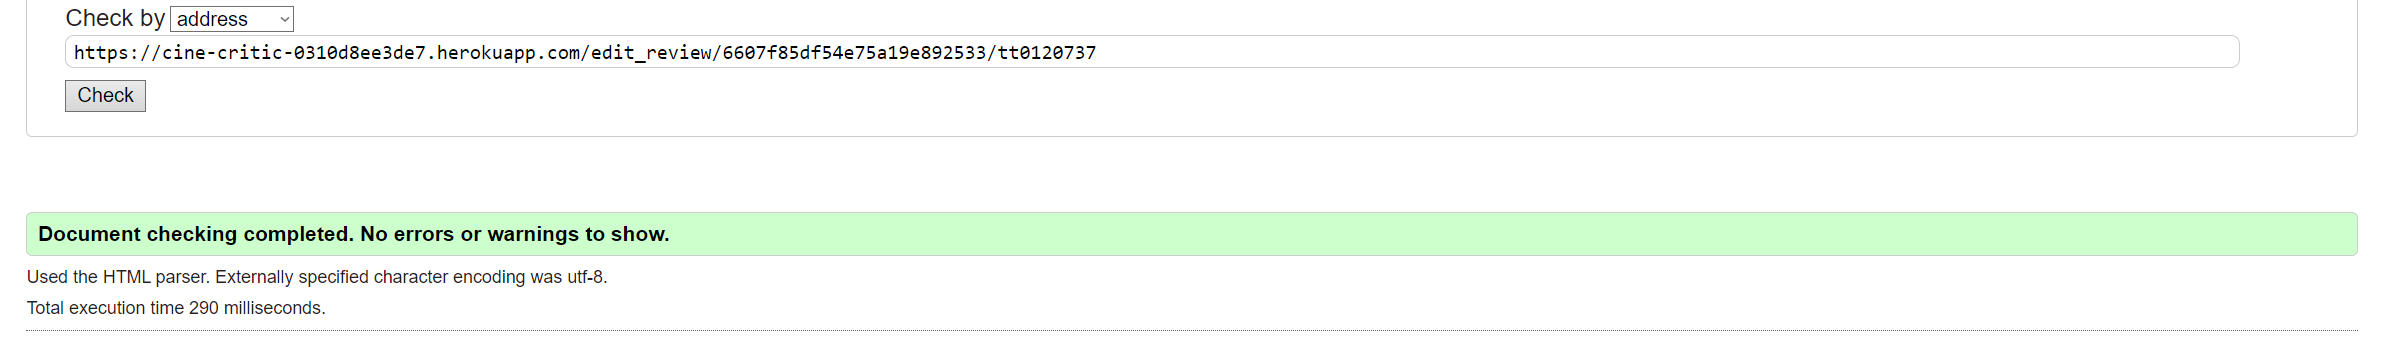 Check by address
https://cine-critic-0310d8ee3de7.herokuapp.com/edit_review/6607f85df54e75a19e892533/tt0120737
Check
Document checking completed. No errors or warnings to show.
Used the HTML parser. Externally specified character encoding was utf-8.
Total execution time 290 milliseconds.